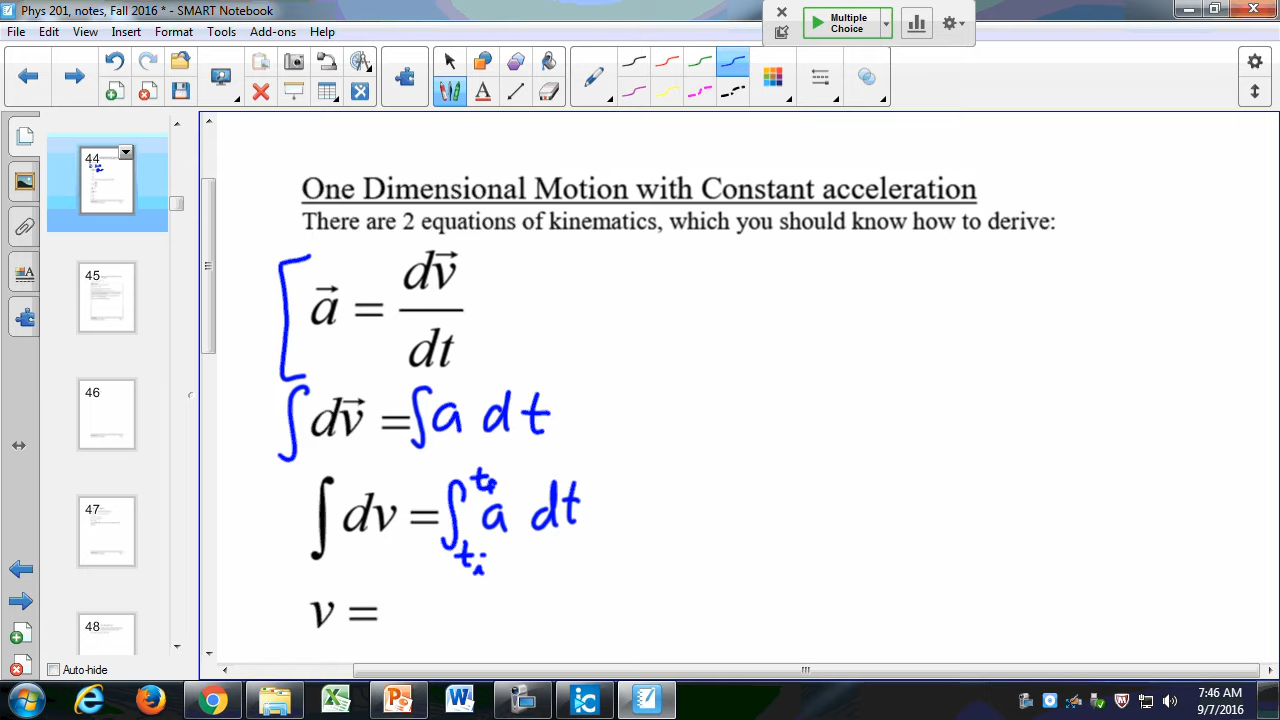 Phys 201, notes, Fall 2016 * - SMART Notebook
Multiple Choice
File Edit View Insert Format Tools Add-ons Help
44
45
46
47
48
One Dimensional Motion with Constant acceleration
There are 2 equations of kinematics, which you should know how to derive:
a⃗ = dv⃗/dt
∫ dv⃗ = ∫ a dt
∫ dv = ∫ a dt
tᵢ
v =
Auto-hide
7:46 AM
9/7/2016